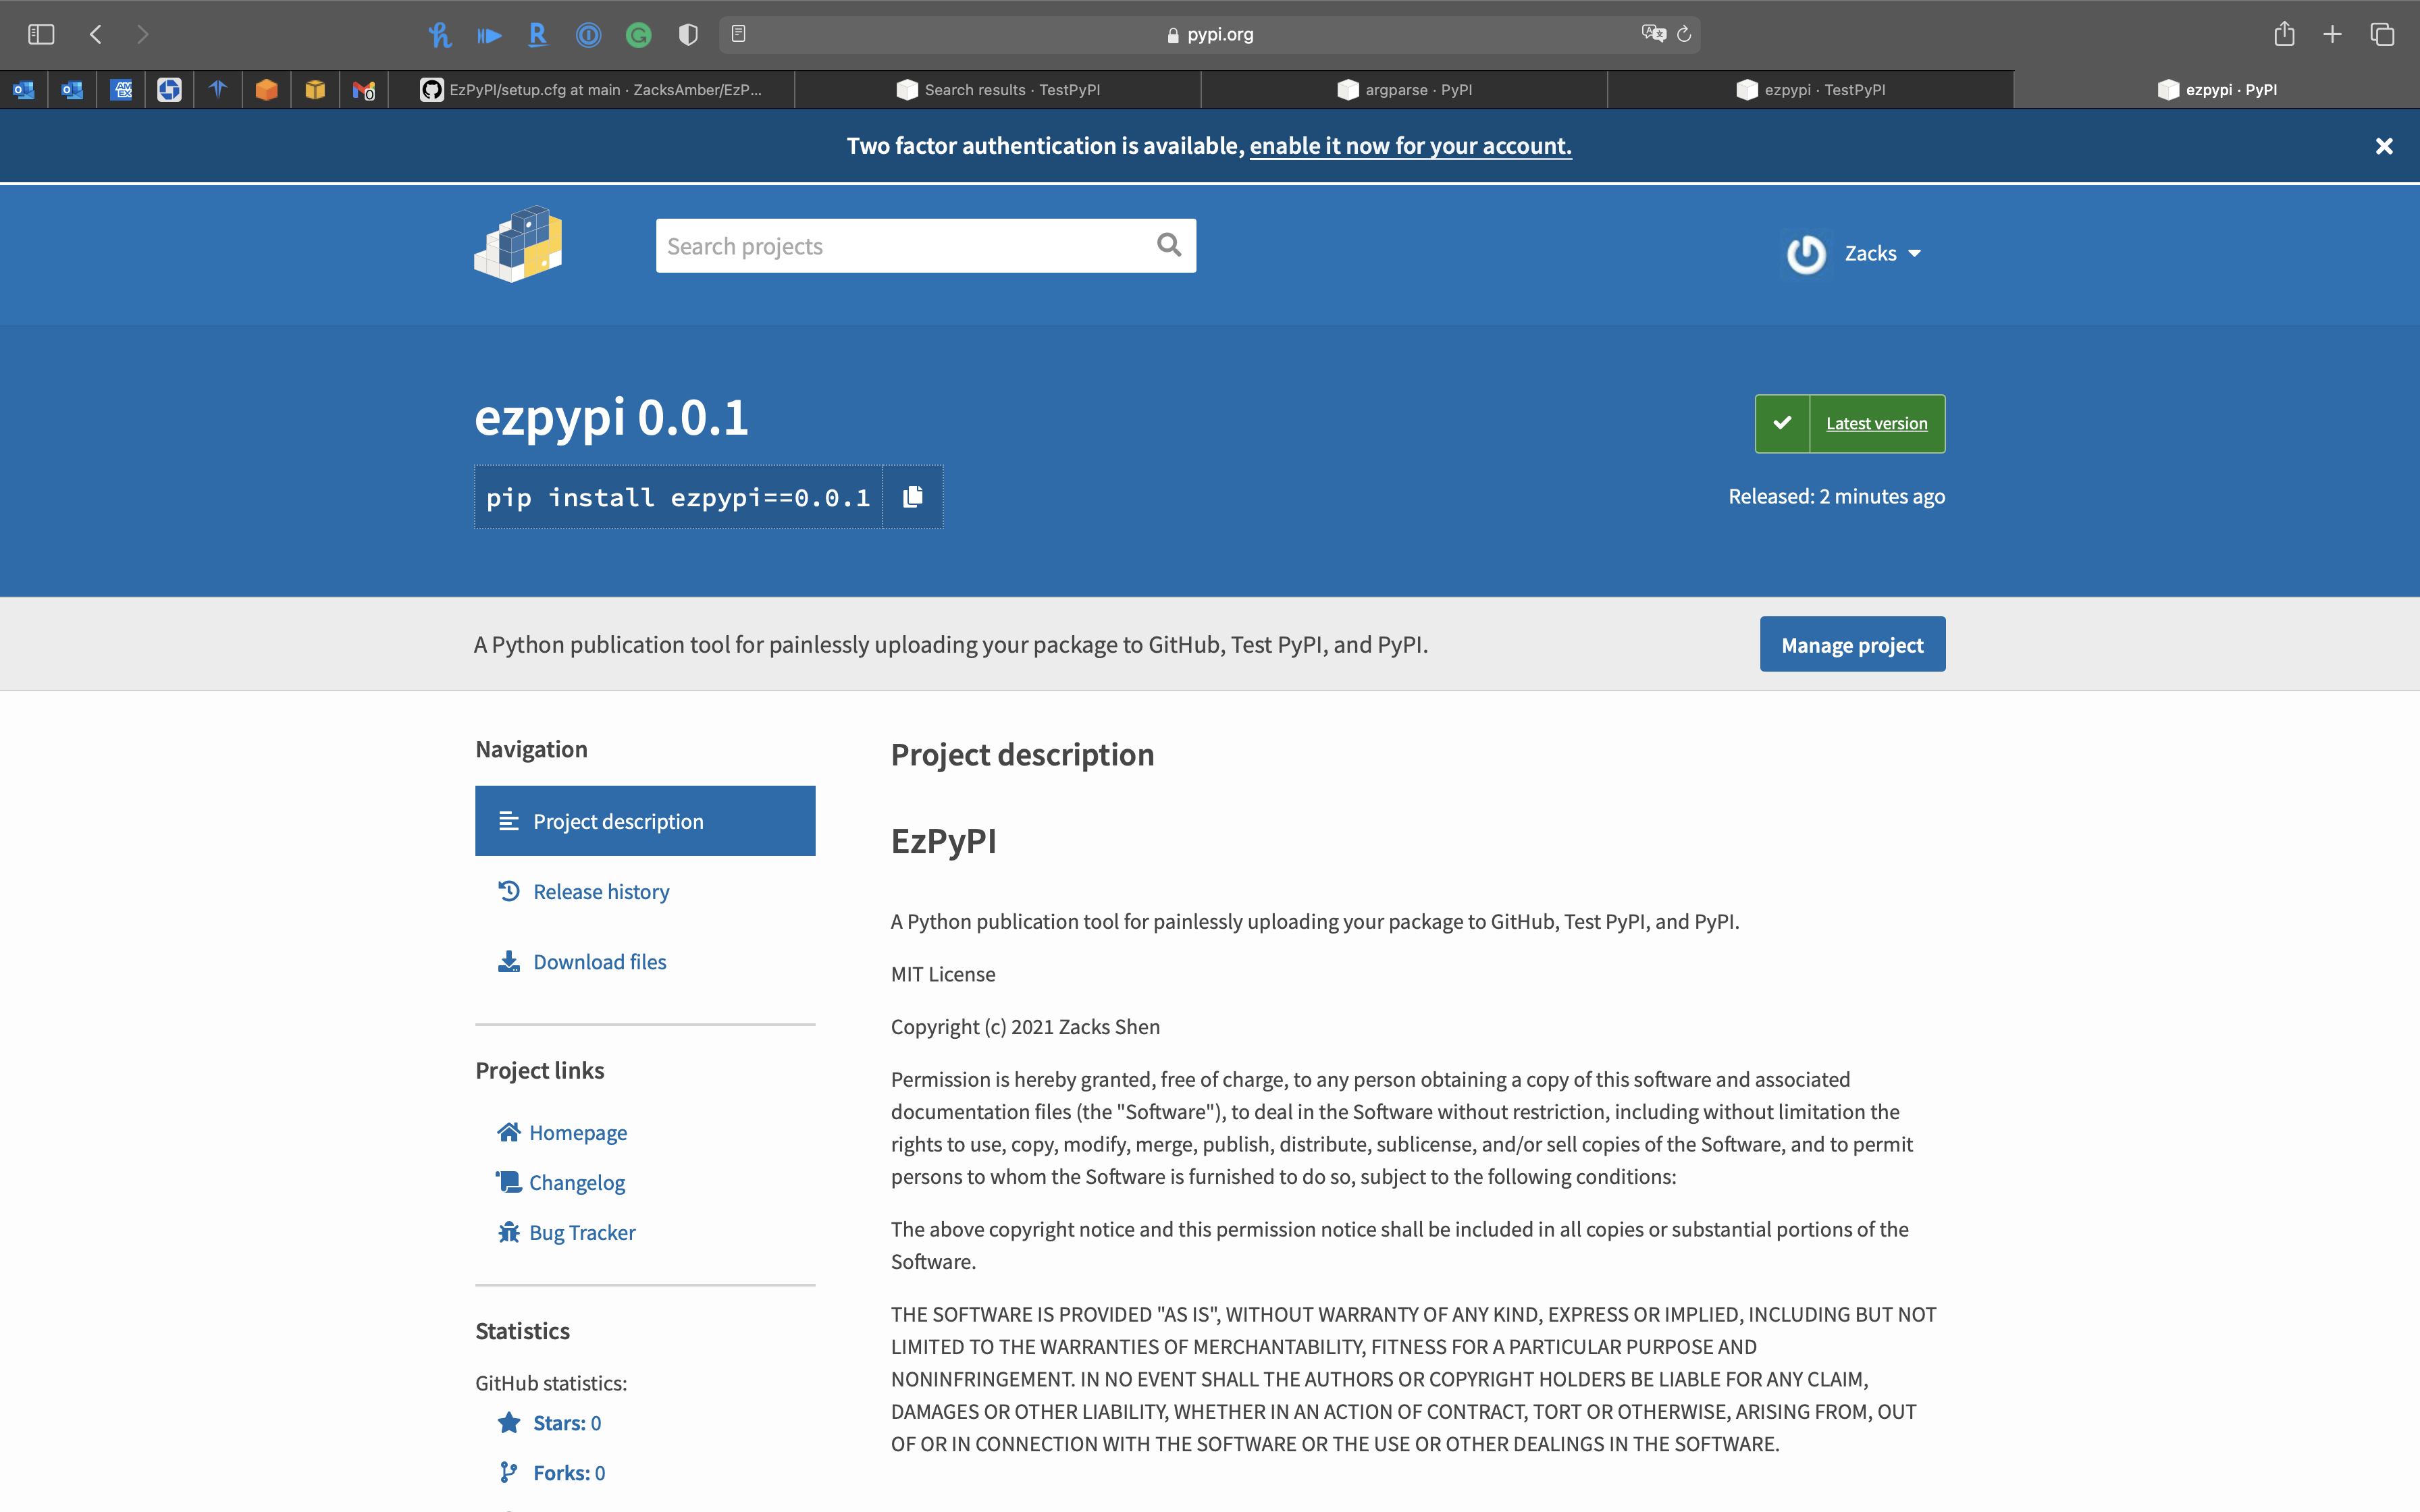 pypi.org
EzPyPI/setup.cfg at main · ZacksAmber/EzP...
Search results · TestPyPI
argparse · PyPI
ezpypi · TestPyPI
ezpypi · PyPI
Two factor authentication is available, enable it now for your account.
Search projects
Zacks
ezpypi 0.0.1
Latest version
pip install ezpypi==0.0.1
Released: 2 minutes ago
A Python publication tool for painlessly uploading your package to GitHub, Test PyPI, and PyPI.
Manage project
Navigation
Project description
Release history
Download files
Project links
Homepage
Changelog
Bug Tracker
Statistics
GitHub statistics:
Stars: 0
Forks: 0
Project description
EzPyPI
A Python publication tool for painlessly uploading your package to GitHub, Test PyPI, and PyPI.
MIT License
Copyright (c) 2021 Zacks Shen
Permission is hereby granted, free of charge, to any person obtaining a copy of this software and associated
documentation files (the "Software"), to deal in the Software without restriction, including without limitation the
rights to use, copy, modify, merge, publish, distribute, sublicense, and/or sell copies of the Software, and to permit
persons to whom the Software is furnished to do so, subject to the following conditions:
The above copyright notice and this permission notice shall be included in all copies or substantial portions of the
Software.
THE SOFTWARE IS PROVIDED "AS IS", WITHOUT WARRANTY OF ANY KIND, EXPRESS OR IMPLIED, INCLUDING BUT NOT
LIMITED TO THE WARRANTIES OF MERCHANTABILITY, FITNESS FOR A PARTICULAR PURPOSE AND
NONINFRINGEMENT. IN NO EVENT SHALL THE AUTHORS OR COPYRIGHT HOLDERS BE LIABLE FOR ANY CLAIM,
DAMAGES OR OTHER LIABILITY, WHETHER IN AN ACTION OF CONTRACT, TORT OR OTHERWISE, ARISING FROM, OUT
OF OR IN CONNECTION WITH THE SOFTWARE OR THE USE OR OTHER DEALINGS IN THE SOFTWARE.